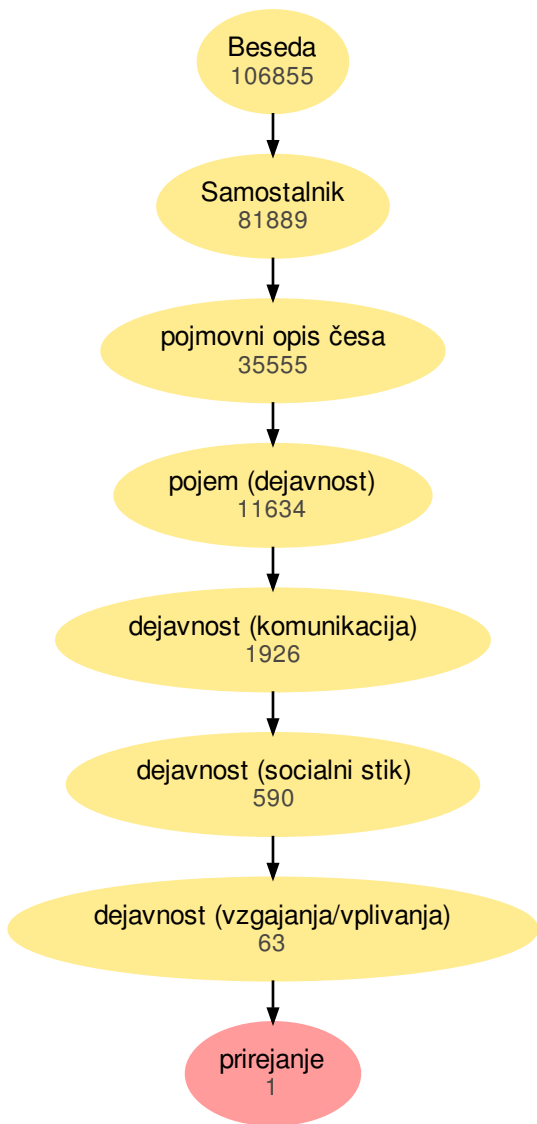 Beseda
106855
Samostalnik
81889
pojmovni opis česa
35555
pojem (dejavnost)
11634
dejavnost (komunikacija)
1926
dejavnost (socialni stik)
590
dejavnost (vzgajanja/vplivanja)
63
prirejanje
1